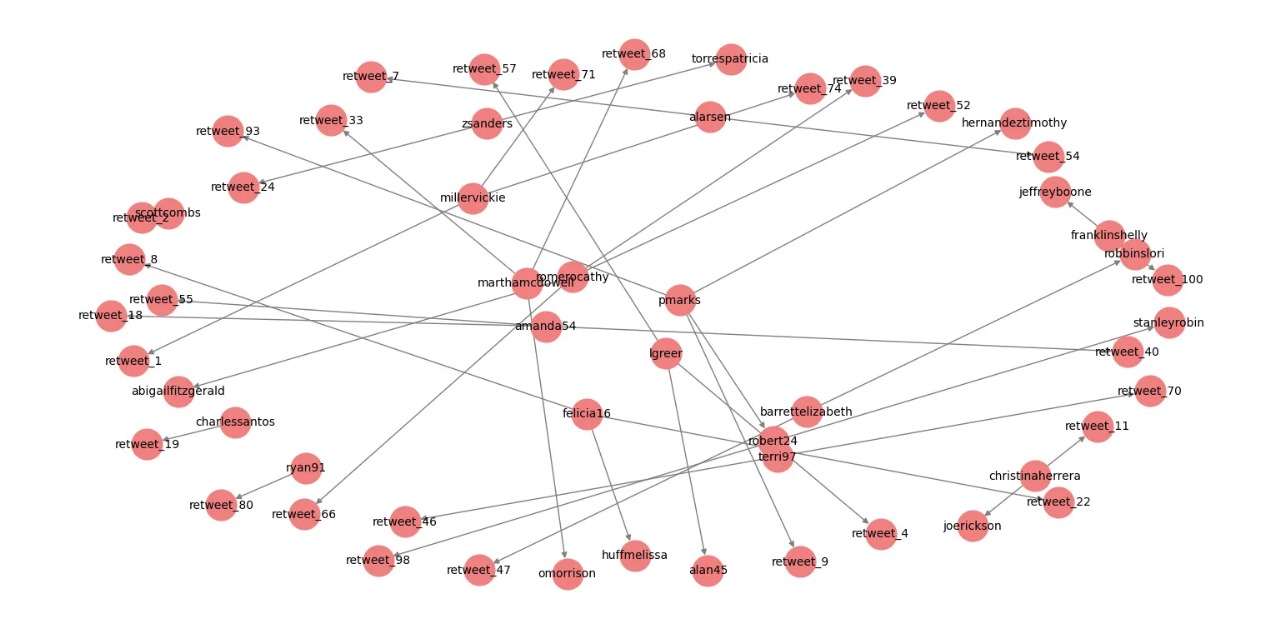 retweet_68
torrespatricia
retweet_57
retweet_71
retweet_7
retweet_39
retweet_74
retweet_52
alarsen
retweet_33
zsanders
hernandeztimothy
retweet_93
retweet_54
retweet_24
jeffreyboone
millervickie
scottcombs
retweet_2
franklinshelly
robbinslori
retweet_8
romerocathy
retweet_100
marthamcdowell
retweet_55
pmarks
retweet_18
stanleyrobin
amanda54
retweet_40
lgreer
retweet_1
abigailfitzgerald
retweet_70
barrettelizabeth
felicia16
charlessantos
retweet_11
robert24
retweet_19
terri97
ryan91
christinaherrera
retweet_22
retweet_80
retweet_66
retweet_46
joerickson
retweet_4
huffmelissa
retweet_98
retweet_9
retweet_47
alan45
omorrison